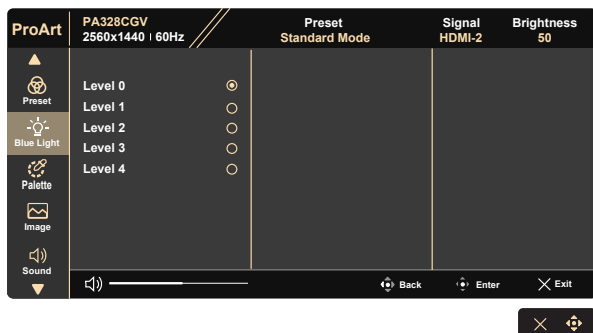 ProArt
PA328CGV
2560x1440 60Hz
Preset
Standard Mode
Signal
HDMI-2
Brightness
50
Preset
Blue Light
Palette
Image
Sound
Level 0
Level 1
Level 2
Level 3
Level 4
Back
Enter
Exit